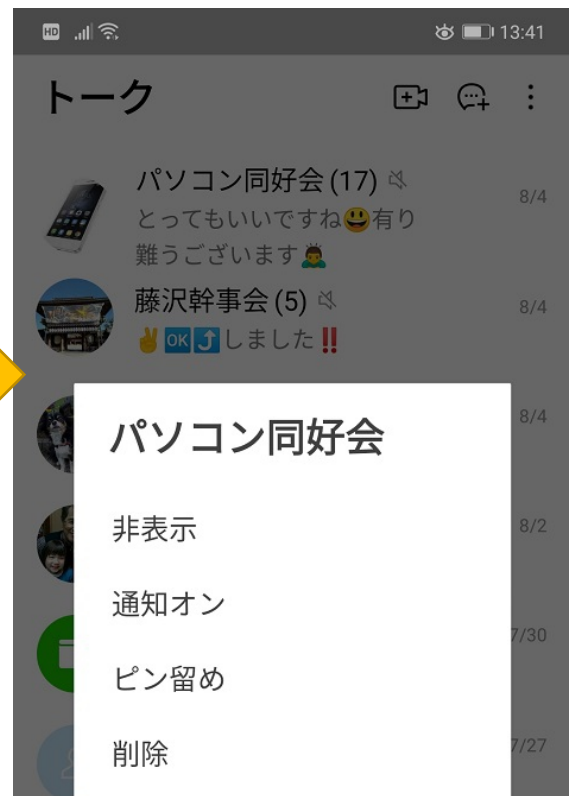 HD 13:41
トーク
パソコン同好会 (17)
8/4
とってもいいですね😃有り
難うございます🙇
藤沢幹事会 (5)
8/4
✌🆗⤴しました‼
8/4
パソコン同好会
非表示
8/2
通知オン
7/30
ピン留め
削除
7/27